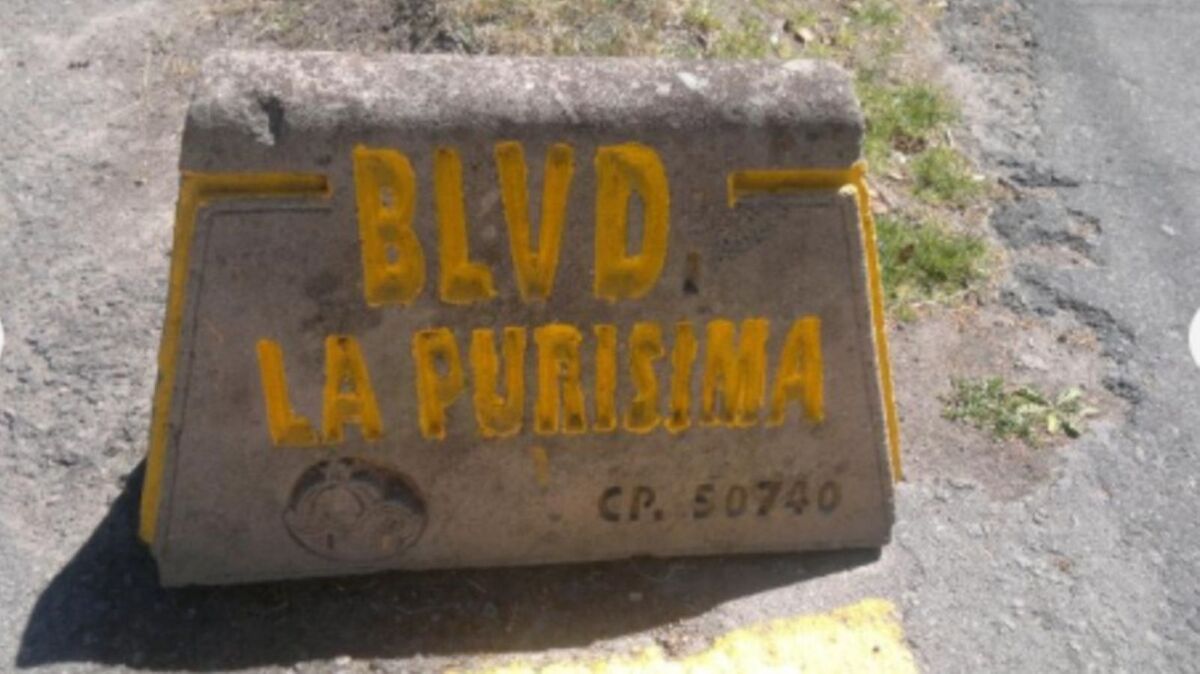 BLVD.
LA PURISIMA
CP. 50740